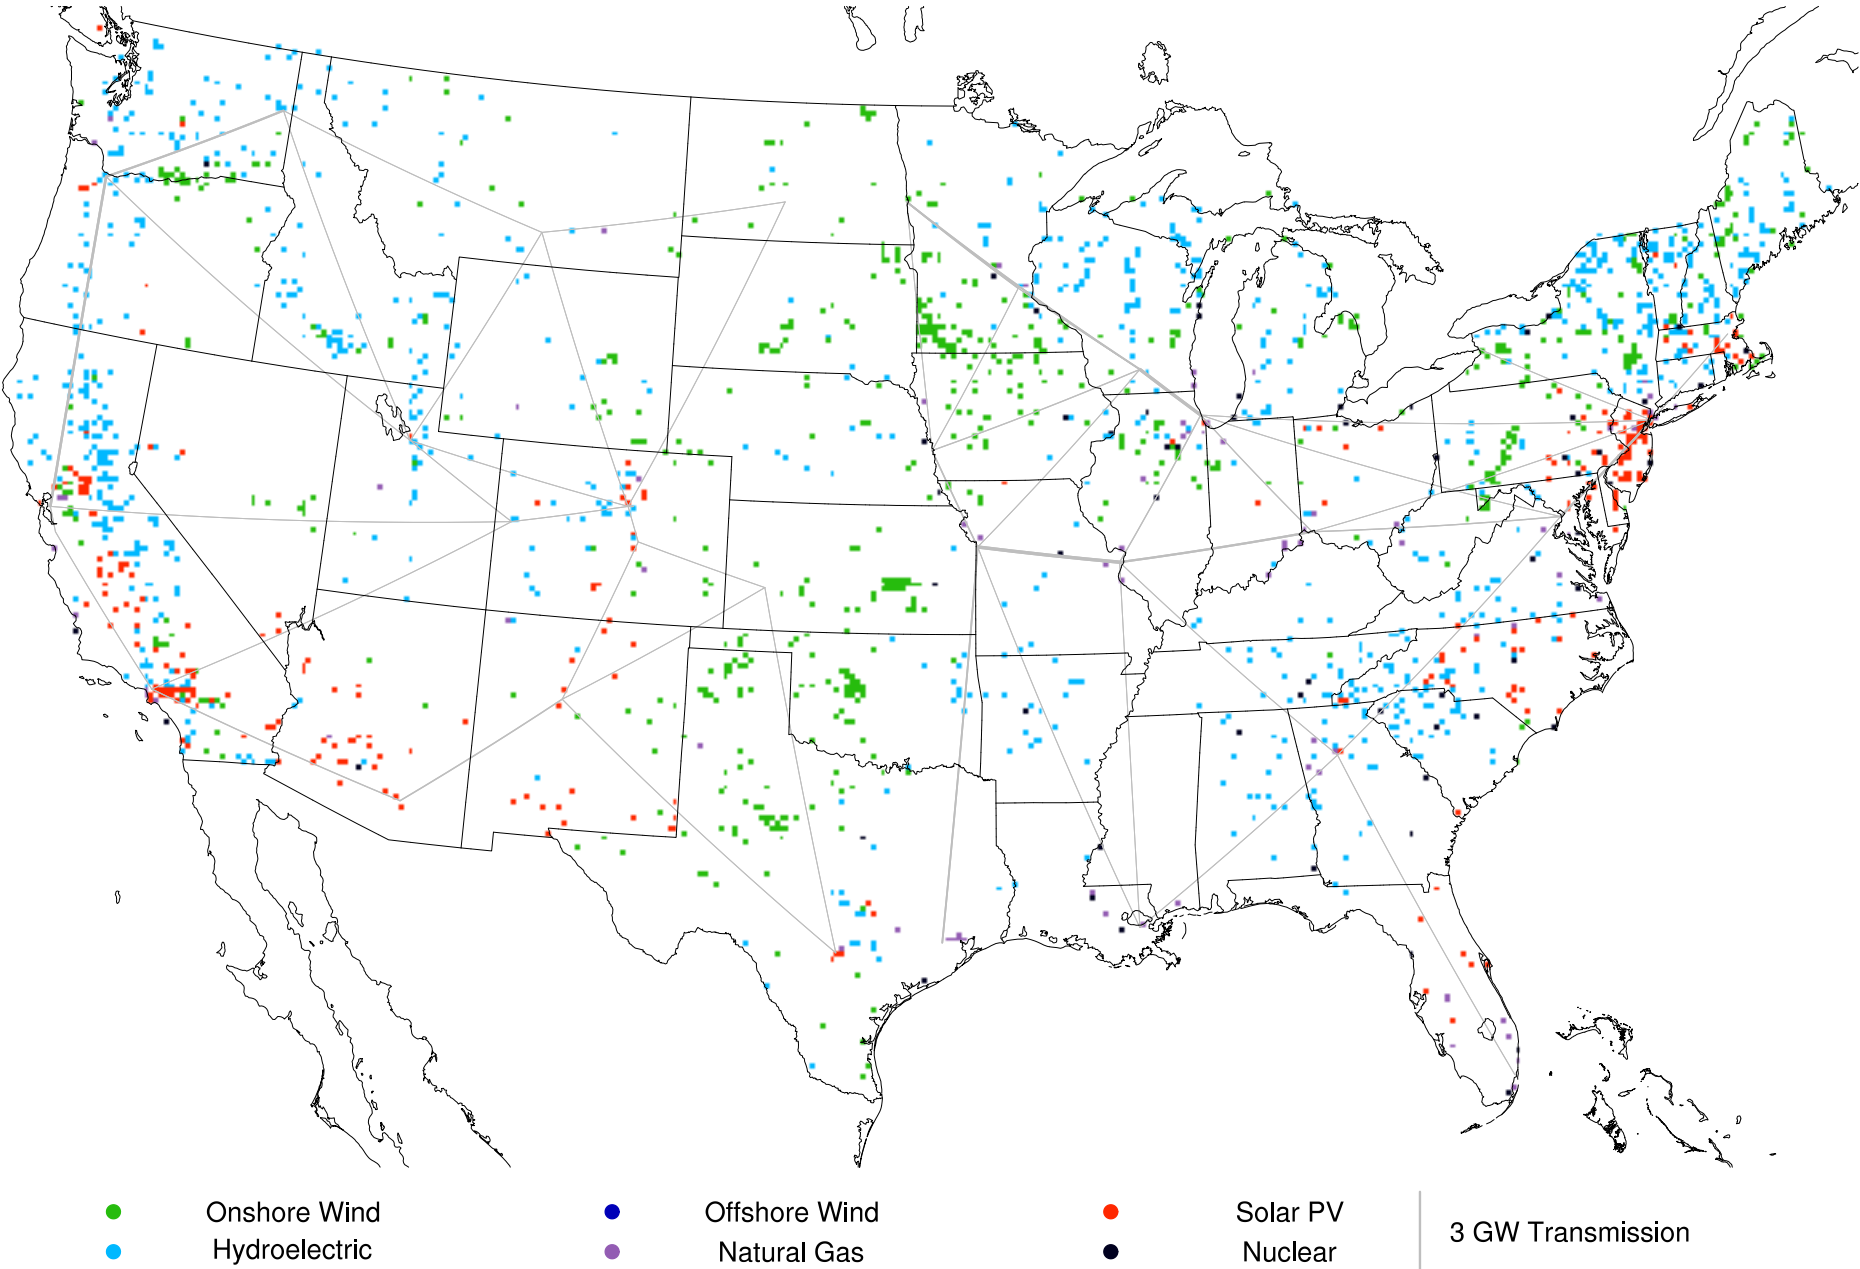 Onshore Wind
Offshore Wind
Solar PV
Hydroelectric
Natural Gas
Nuclear
3 GW Transmission